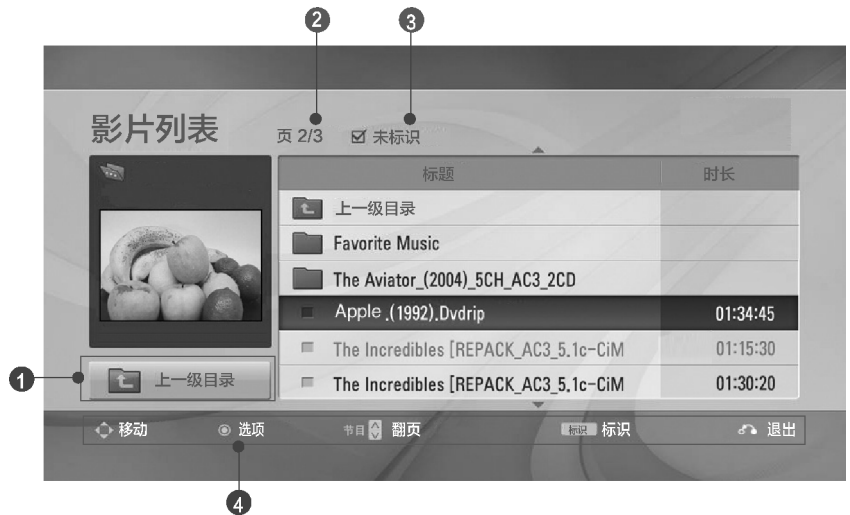 2 3
影片列表 页 2/3 未标识
标题 时长
上一级目录
Favorite Music
The Aviator_(2004)_5CH_AC3_2CD
Apple .(1992).Dvdrip 01:34:45
The Incredibles [REPACK_AC3_5.1c-CiM 01:15:30
The Incredibles [REPACK_AC3_5.1c-CiM 01:30:20
1 上一级目录
移动 选项 节目 翻页 标识 标识 退出
4